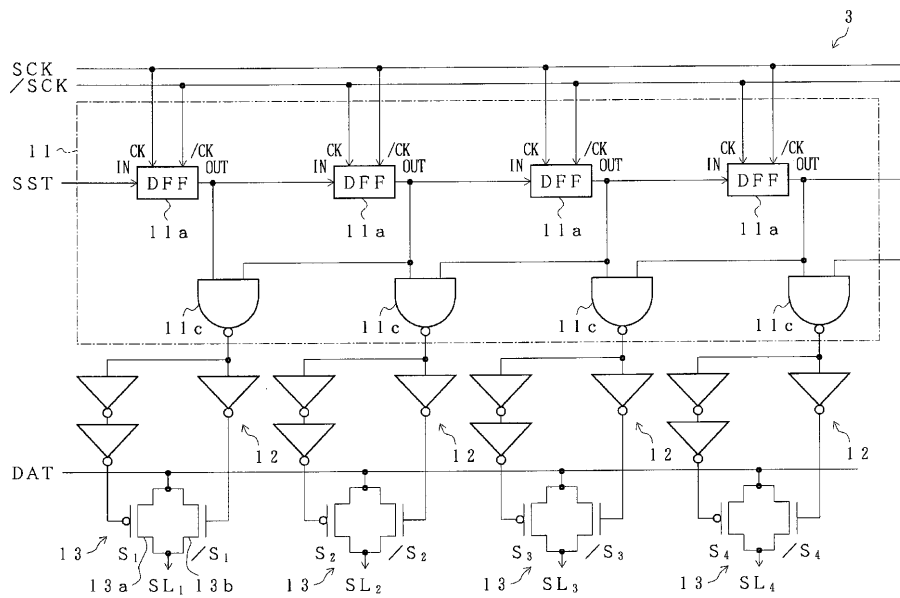 3
SCK
/SCK
11
CK /CK CK /CK CK /CK CK /CK
IN OUT IN OUT IN OUT IN OUT
SST DFF DFF DFF DFF
11a 11a 11a 11a
11c 11c 11c 11c
12 12 12 12
DAT
13 S1 /S1 S2 /S2 S3 /S3 S4 /S4
13a SL1 13b 13 SL2 13 SL3 13 SL4